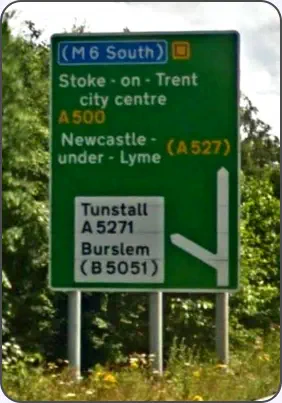 (M 6 South)
Stoke - on - Trent
city centre
A 500
Newcastle -
under - Lyme (A 527)
Tunstall
A 5271
Burslem
(B 5051)